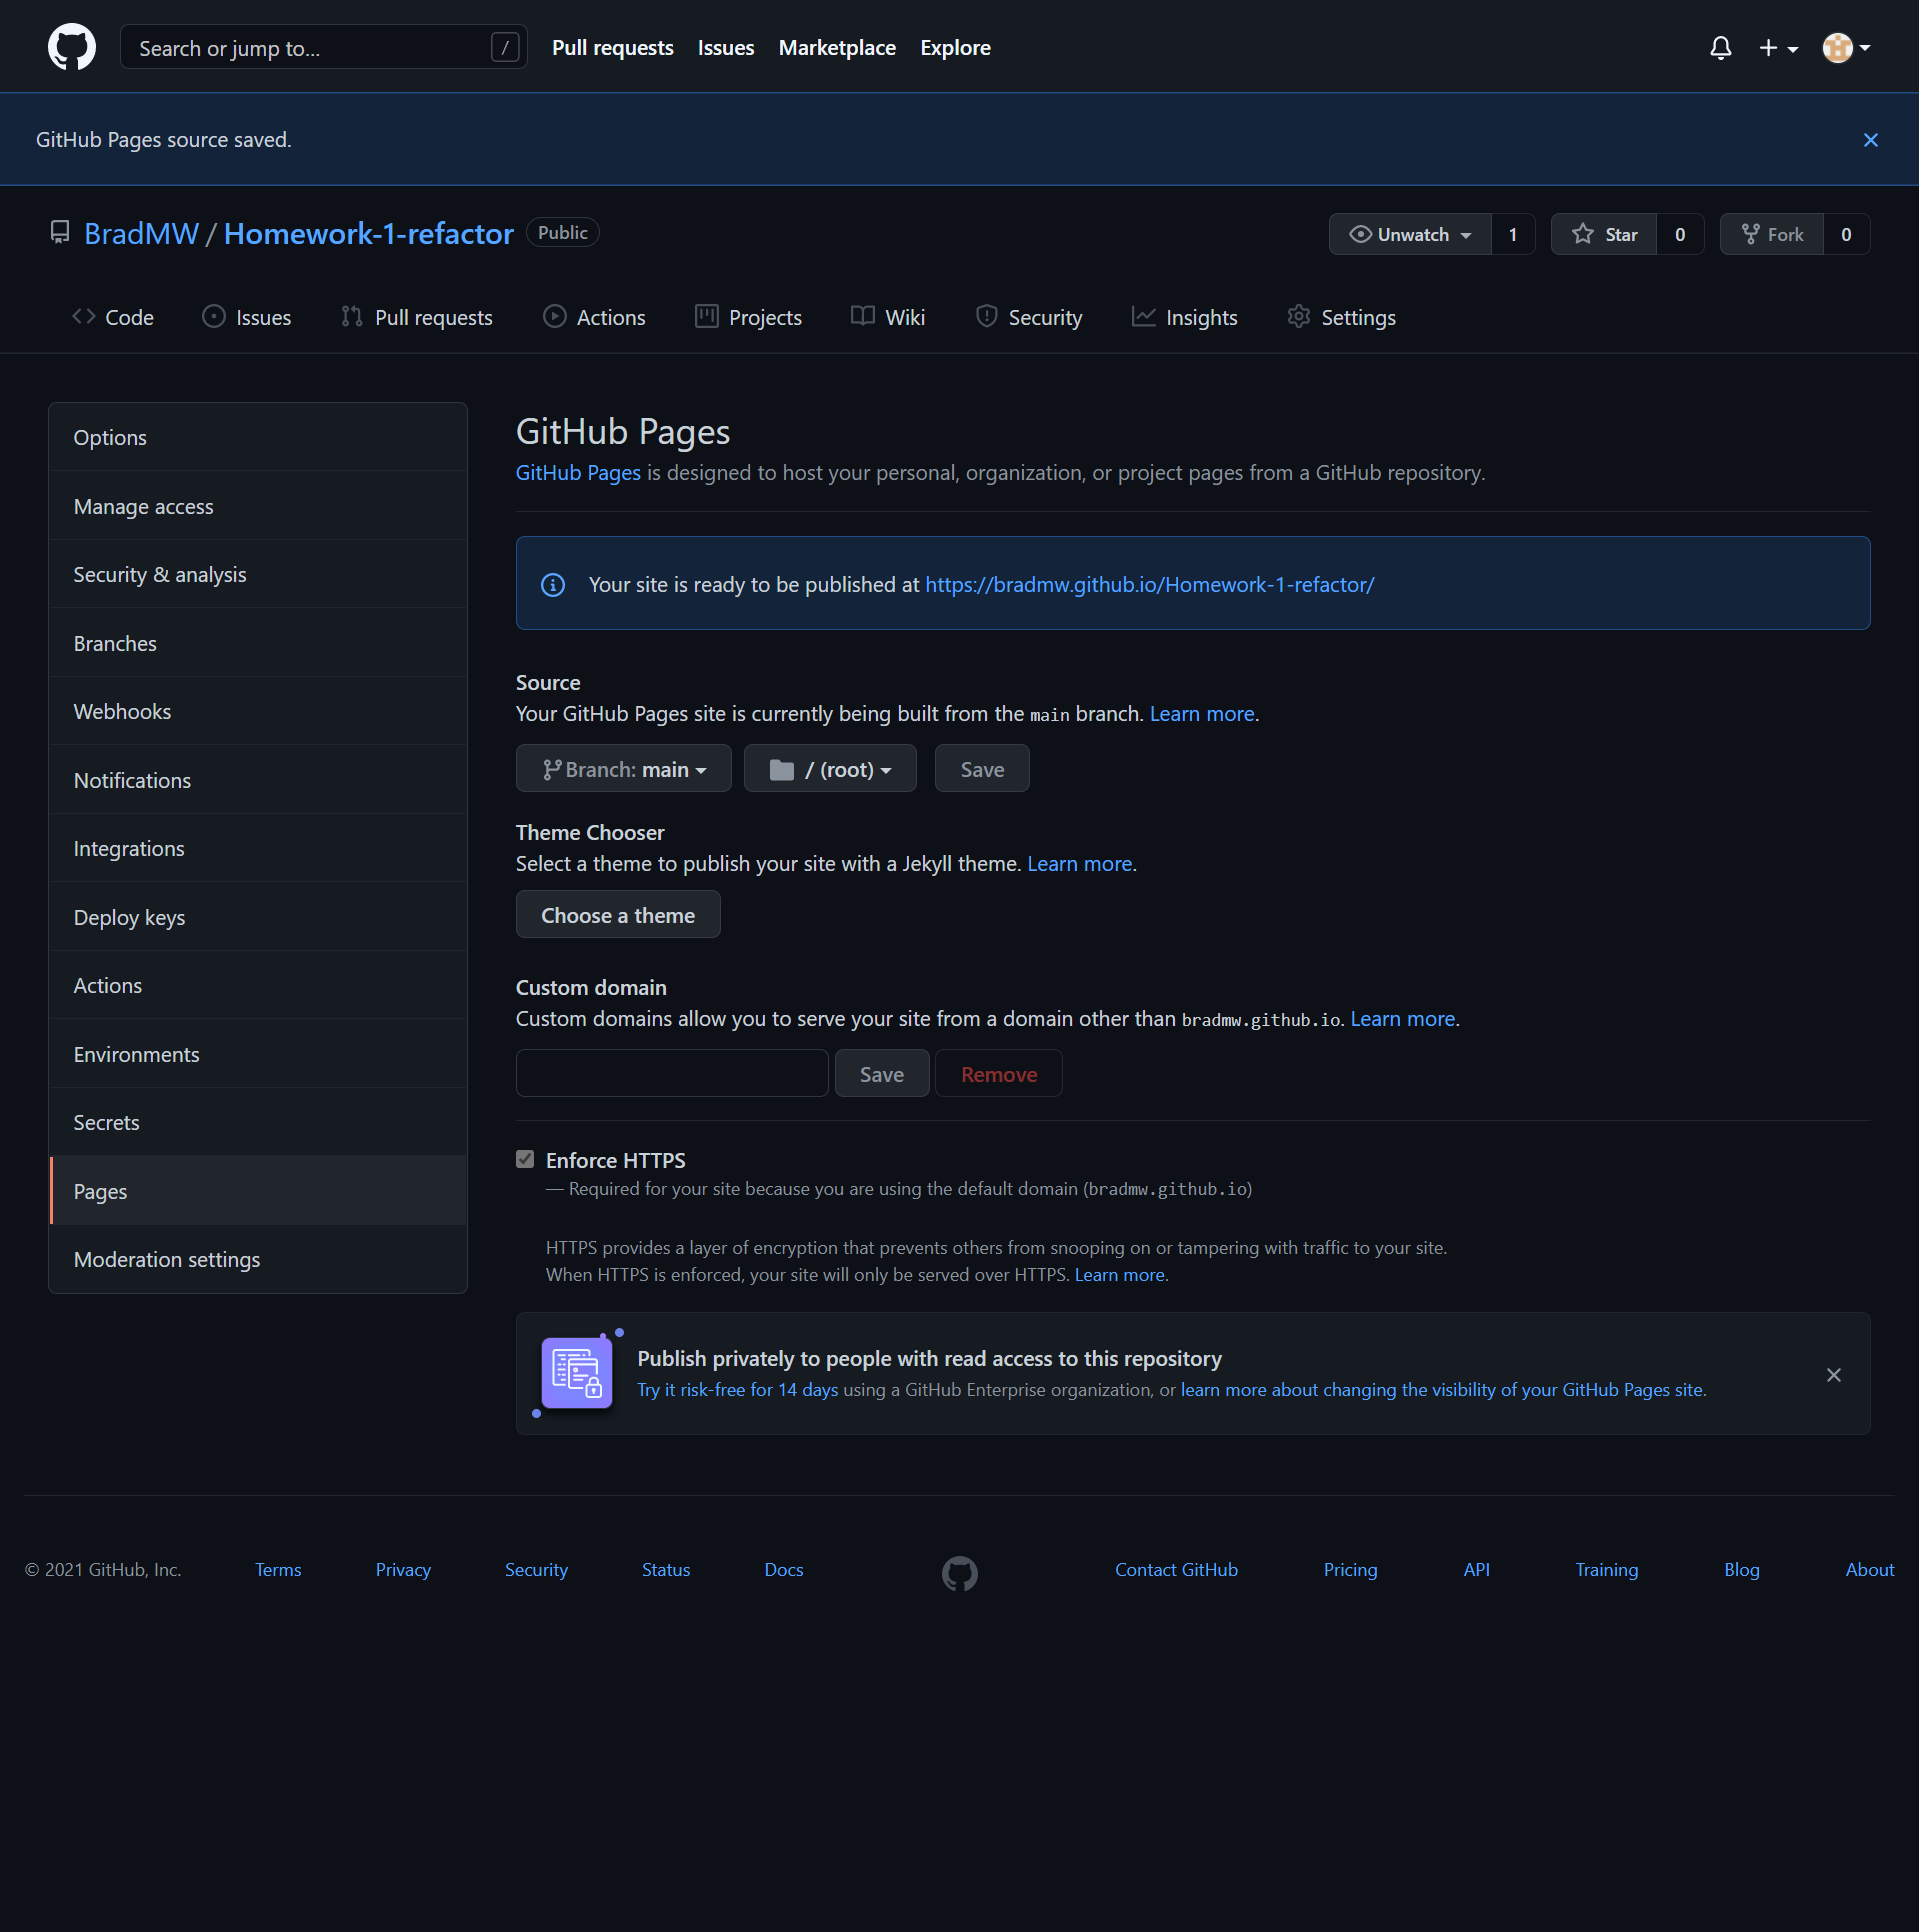 Search or jump to... /
Pull requests Issues Marketplace Explore
GitHub Pages source saved.
BradMW / Homework-1-refactor Public
Unwatch 1 Star 0 Fork 0
Code Issues Pull requests Actions Projects Wiki Security Insights Settings
Options
Manage access
Security & analysis
Branches
Webhooks
Notifications
Integrations
Deploy keys
Actions
Environments
Secrets
Pages
Moderation settings
GitHub Pages
GitHub Pages is designed to host your personal, organization, or project pages from a GitHub repository.
Your site is ready to be published at https://bradmw.github.io/Homework-1-refactor/
Source
Your GitHub Pages site is currently being built from the main branch. Learn more.
Branch: main / (root) Save
Theme Chooser
Select a theme to publish your site with a Jekyll theme. Learn more.
Choose a theme
Custom domain
Custom domains allow you to serve your site from a domain other than bradmw.github.io. Learn more.
Save Remove
Enforce HTTPS
— Required for your site because you are using the default domain (bradmw.github.io)
HTTPS provides a layer of encryption that prevents others from snooping on or tampering with traffic to your site.
When HTTPS is enforced, your site will only be served over HTTPS. Learn more.
Publish privately to people with read access to this repository
Try it risk-free for 14 days using a GitHub Enterprise organization, or learn more about changing the visibility of your GitHub Pages site.
© 2021 GitHub, Inc. Terms Privacy Security Status Docs Contact GitHub Pricing API Training Blog About